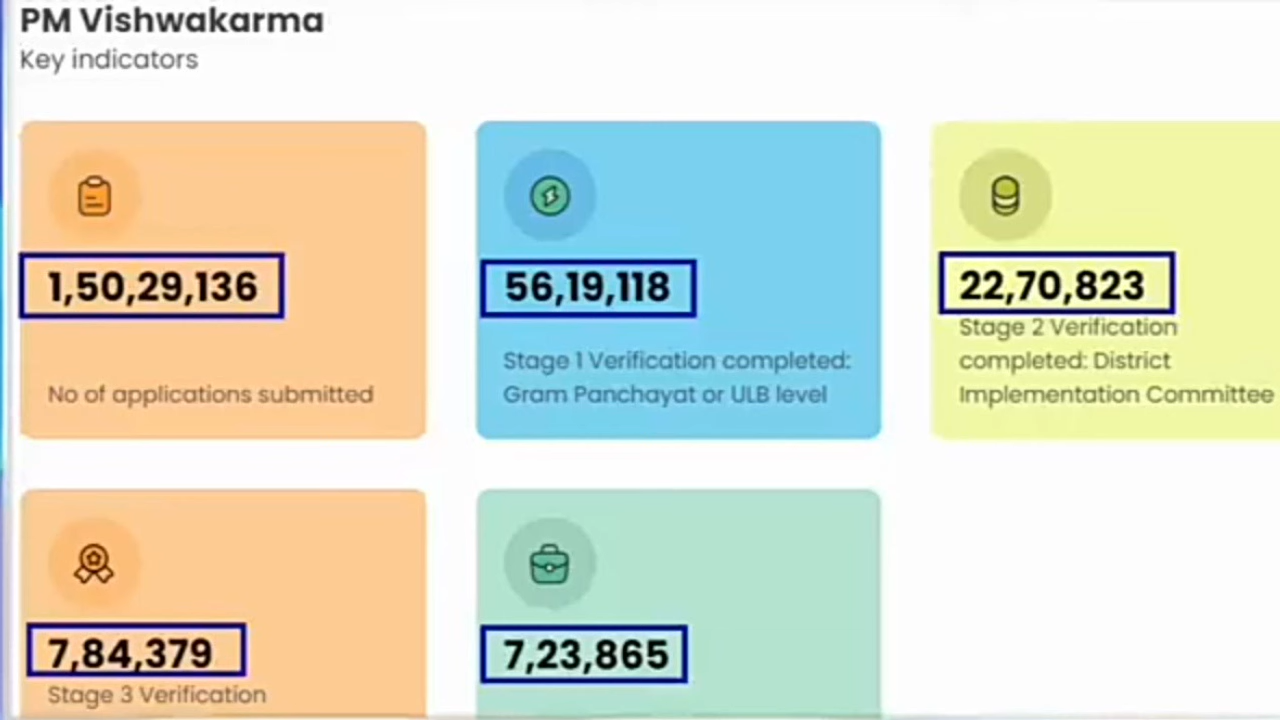 PM Vishwakarma
Key indicators
1,50,29,136
No of applications submitted
56,19,118
Stage 1 Verification completed:
Gram Panchayat or ULB level
22,70,823
Stage 2 Verification
completed: District
Implementation Committee
7,84,379
Stage 3 Verification
7,23,865